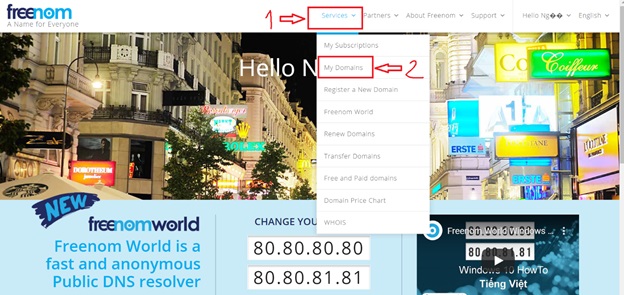 freenom
A Name for Everyone
1
Services
Partners
About Freenom
Support
Hello Ng��
English
My Subscriptions
My Domains
2
Register a New Domain
Freenom World
Renew Domains
Transfer Domains
Free and Paid domains
Domain Price Chart
WHOIS
Hello N
DOROTHEUM
Coiffeur
ERSTE
ERSTE
NEW
freenomworld
Freenom World is a
fast and anonymous
Public DNS resolver
CHANGE YOU
80.80.80.80
80.80.81.81
Freenom World Windows ...
80.80.81.81
Windows 10 HowTo
Tiếng Việt